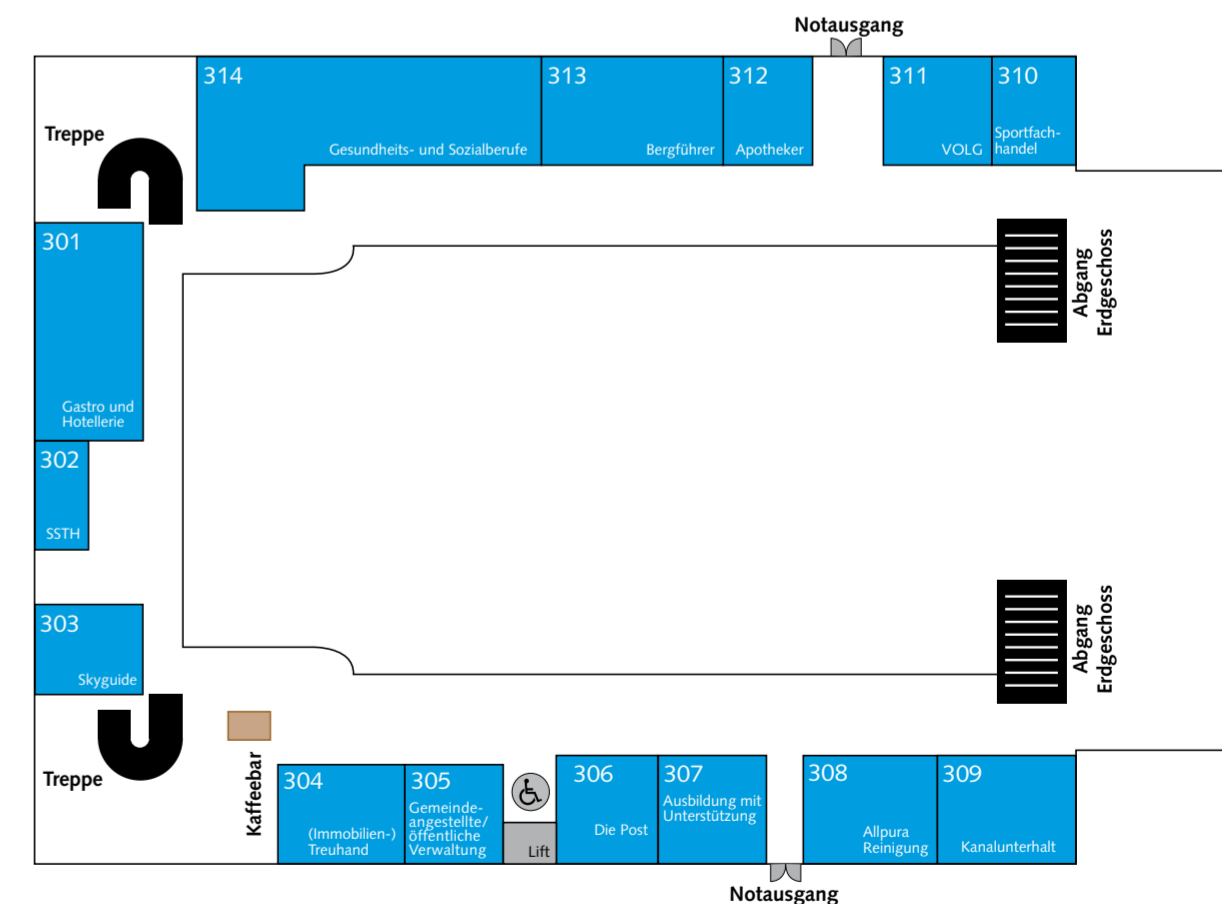 Notausgang
314
Gesundheits- und Sozialberufe
313
Bergführer
312
Apotheker
311
VOLG
310
Sportfach-
handel
Treppe
301
Gastro und
Hotellerie
Abgang
Erdgeschoss
302
SSTH
303
Skyguide
Abgang
Erdgeschoss
Treppe
Kaffeebar
304
(Immobilien-)
Treuhand
305
Gemeinde-
angestellte/
öffentliche
Verwaltung
Lift
306
Die Post
307
Ausbildung mit
Unterstützung
308
Allpura
Reinigung
309
Kanalunterhalt
Notausgang